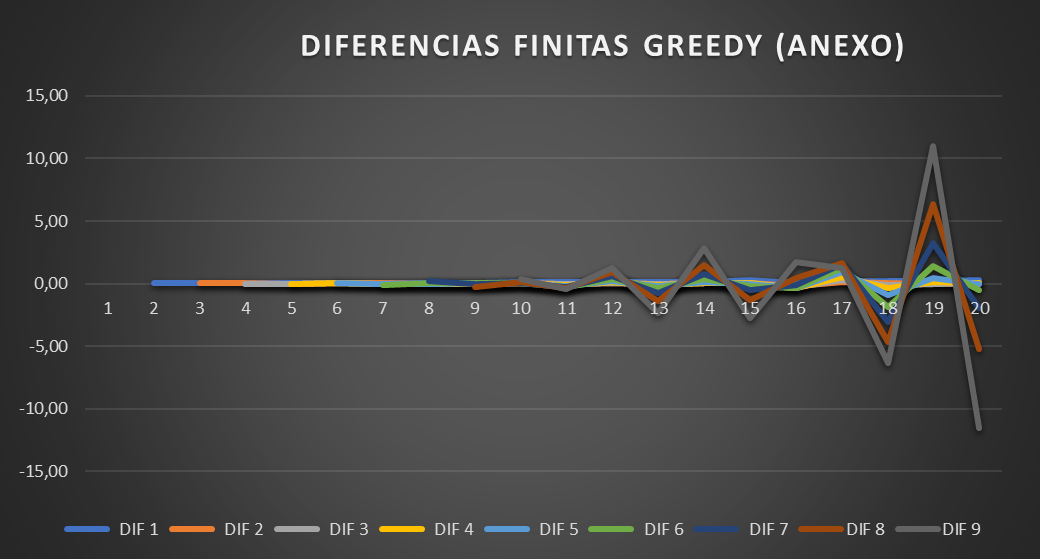 DIFERENCIAS FINITAS GREEDY (ANEXO)
15,00
10,00
5,00
0,00
1 2 3 4 5 6 7 8 9 10 11 12 13 14 15 16 17 18 19 20
-5,00
-10,00
-15,00
DIF 1 DIF 2 DIF 3 DIF 4 DIF 5 DIF 6 DIF 7 DIF 8 DIF 9